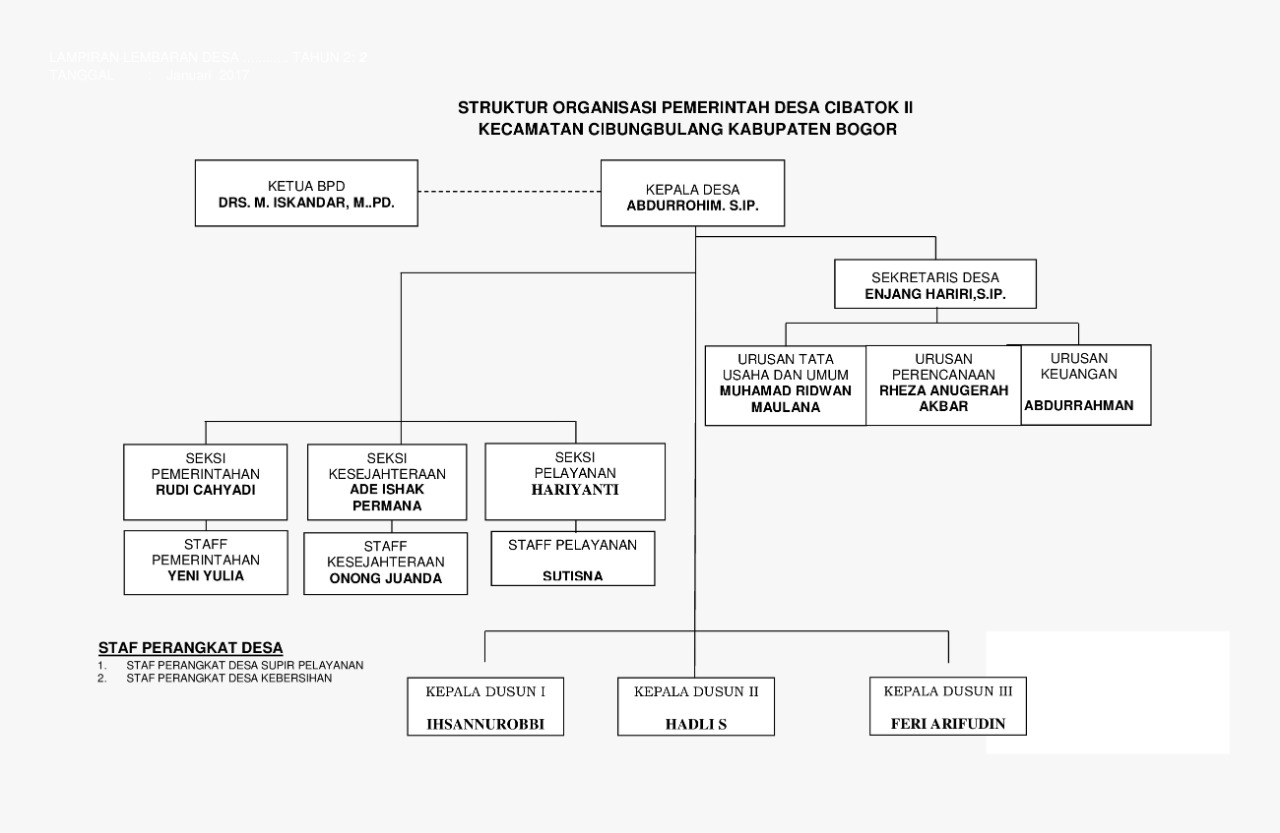 LAMPIRAN LEMBARAN DESA ......... TAHUN 2
TANGGAL : Januari 2017
STRUKTUR ORGANISASI PEMERINTAH DESA CIBATOK II
KECAMATAN CIBUNGBULANG KABUPATEN BOGOR
KETUA BPD
DRS. M. ISKANDAR, M..PD.
KEPALA DESA
ABDURROHIM. S.IP.
SEKRETARIS DESA
ENJANG HARIRI,S.IP.
URUSAN TATA
USAHA DAN UMUM
MUHAMAD RIDWAN
MAULANA
URUSAN
PERENCANAAN
RHEZA ANUGERAH
AKBAR
URUSAN
KEUANGAN
ABDURRAHMAN
SEKSI
PEMERINTAHAN
RUDI CAHYADI
SEKSI
KESEJAHTERAAN
ADE ISHAK
PERMANA
SEKSI
PELAYANAN
HARIYANTI
STAFF
PEMERINTAHAN
YENI YULIA
STAFF
KESEJAHTERAAN
ONONG JUANDA
STAFF PELAYANAN
SUTISNA
STAF PERANGKAT DESA
1. STAF PERANGKAT DESA SUPIR PELAYANAN
2. STAF PERANGKAT DESA KEBERSIHAN
KEPALA DUSUN I
IHSANNUROBBI
KEPALA DUSUN II
HADLI S
KEPALA DUSUN III
FERI ARIFUDIN